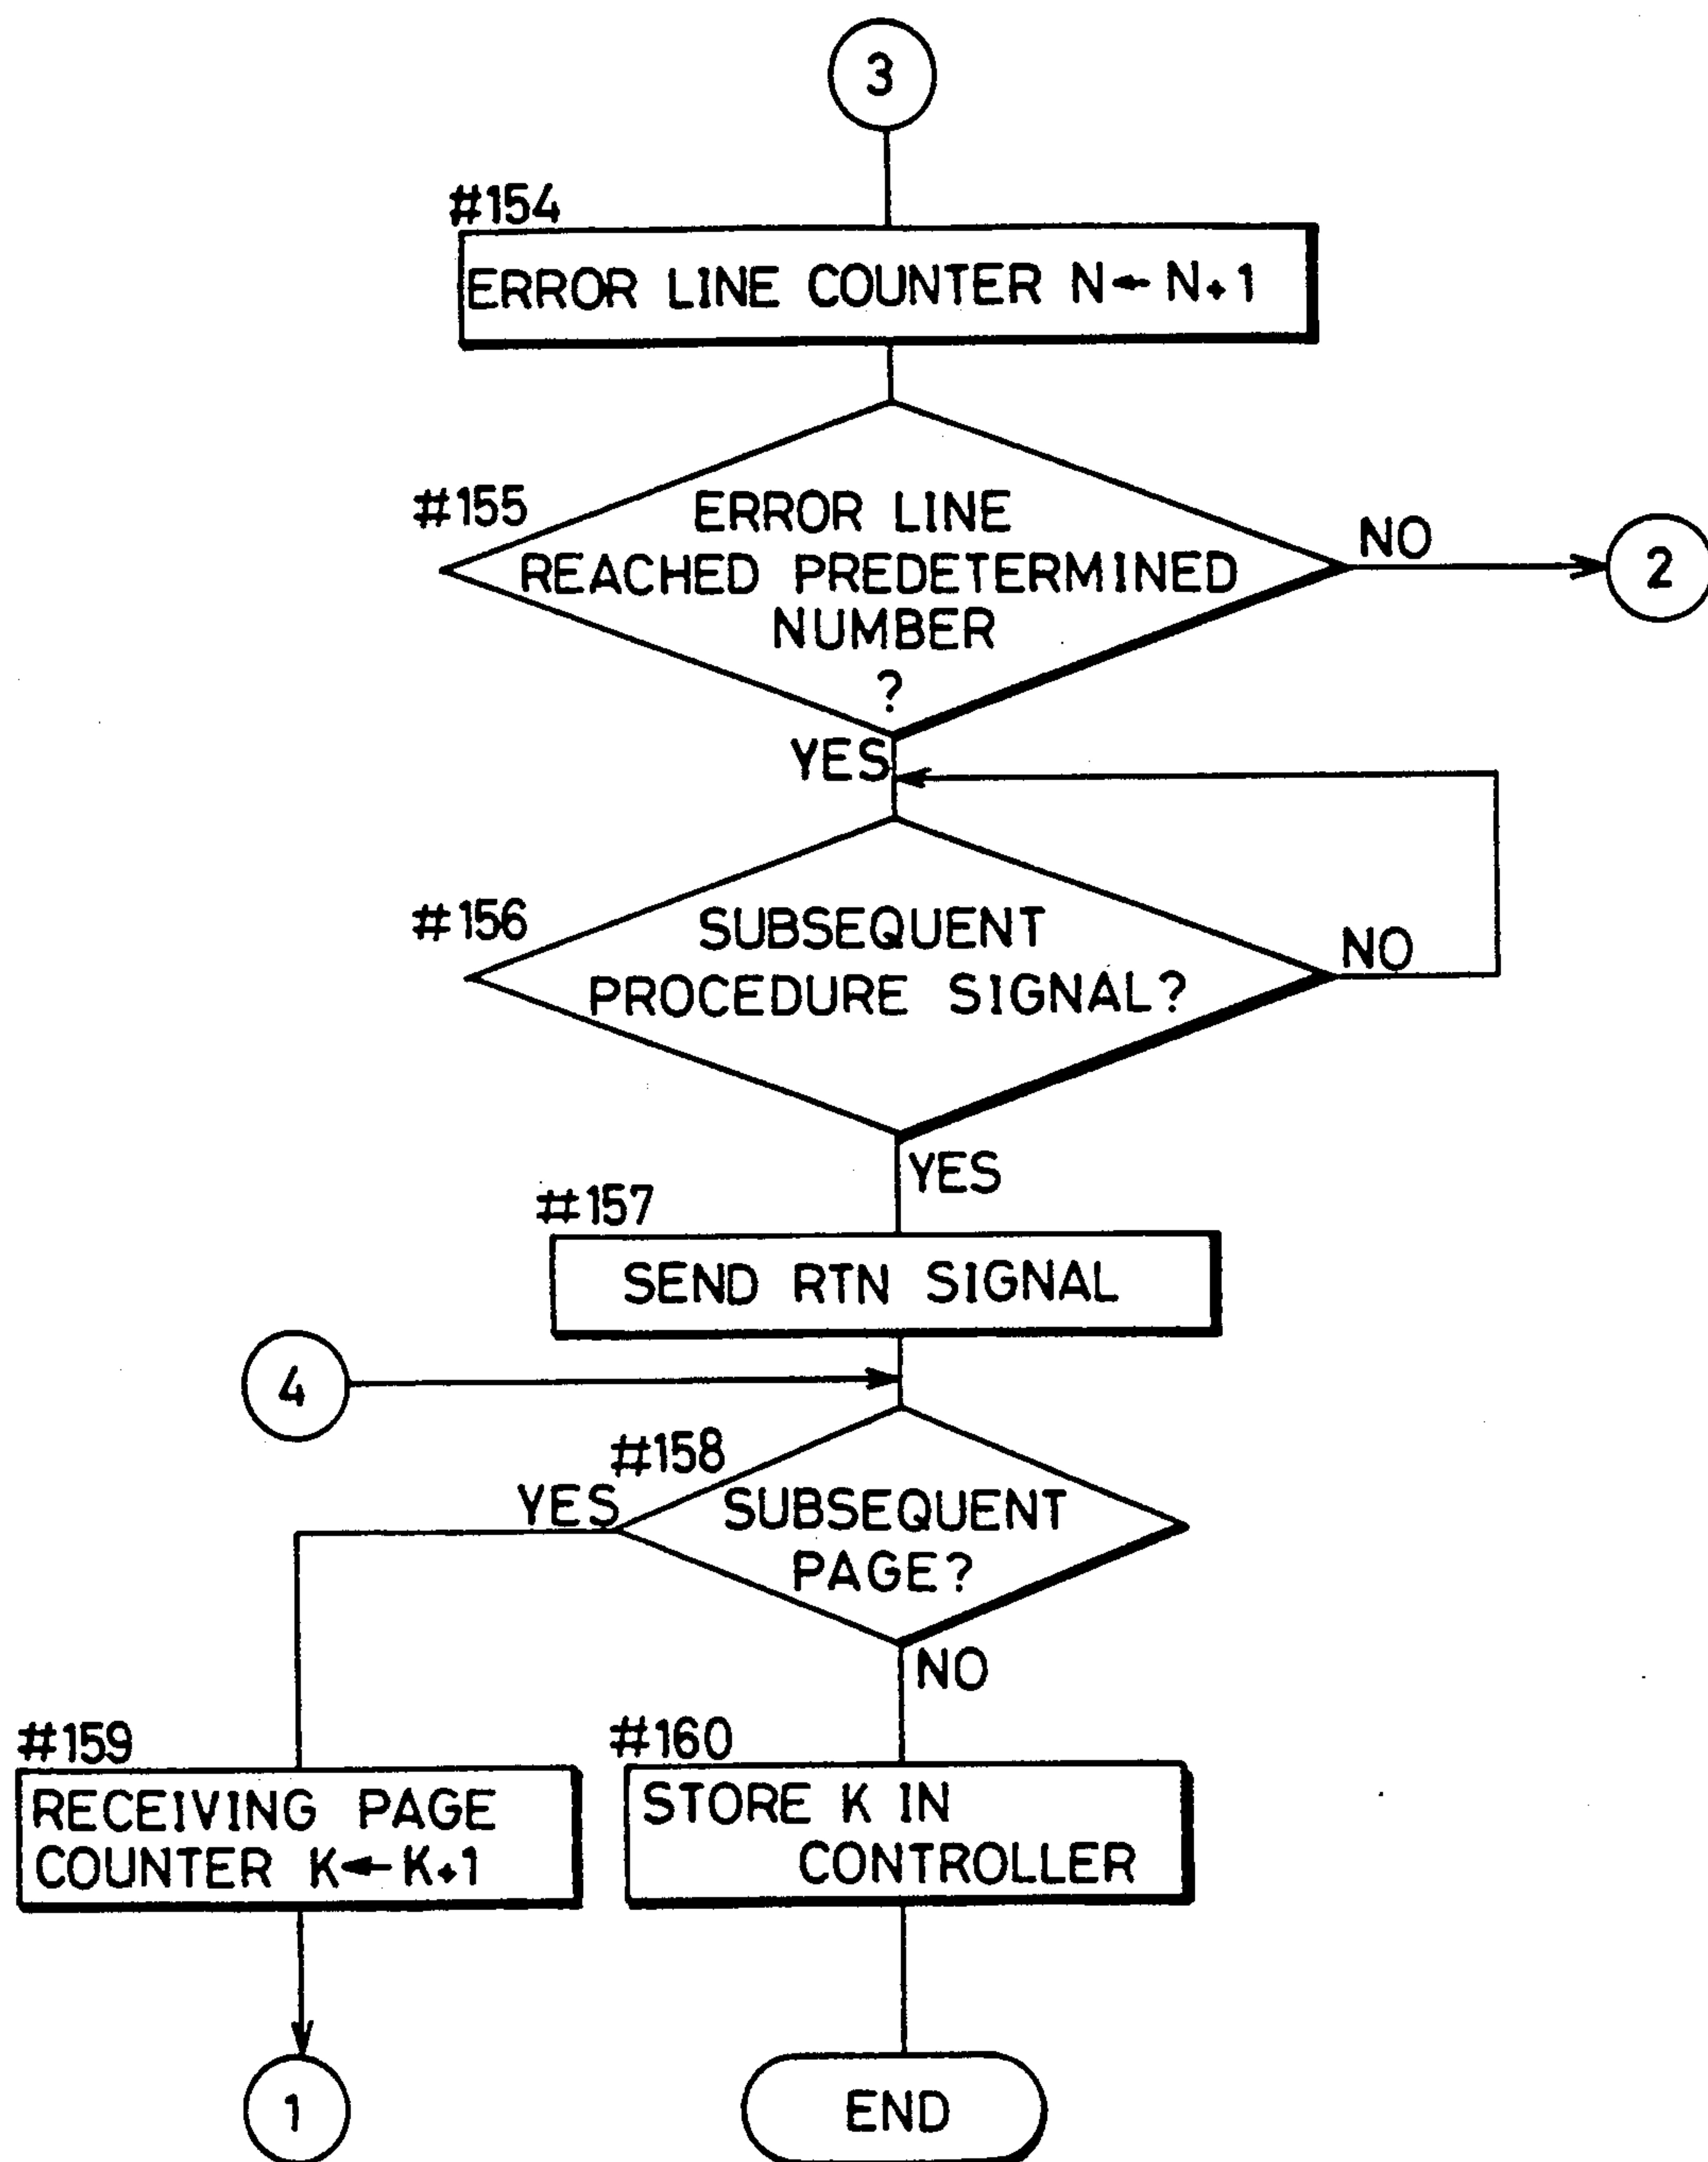 3
#154
ERROR LINE COUNTER N←N+1
#155
ERROR LINE
REACHED PREDETERMINED
NUMBER
?
NO
2
YES
#156
SUBSEQUENT
PROCEDURE SIGNAL?
NO
YES
#157
SEND RTN SIGNAL
4
#158
YES
SUBSEQUENT
PAGE?
NO
#159
RECEIVING PAGE
COUNTER K←K+1
#160
STORE K IN
CONTROLLER
1
END